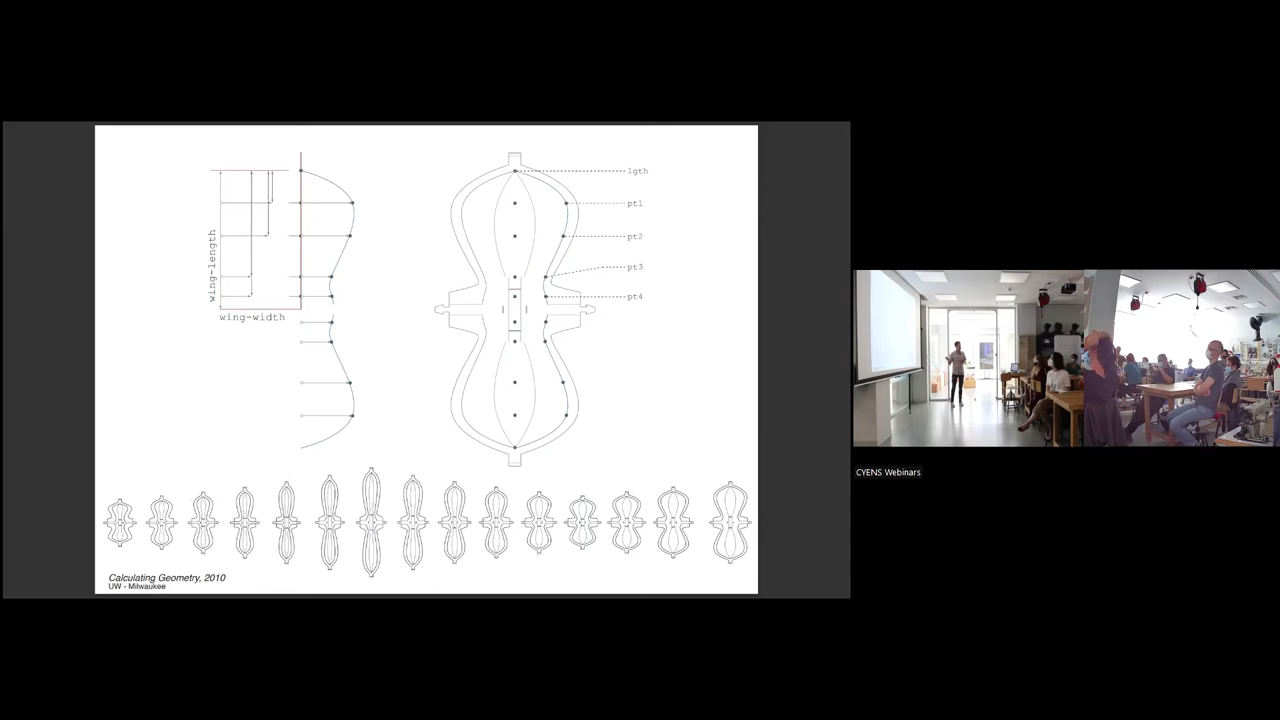 lgth
pt1
pt2
pt3
pt4
wing-length
wing-width
Calculating Geometry, 2010
UW - Milwaukee
CYENS Webinars